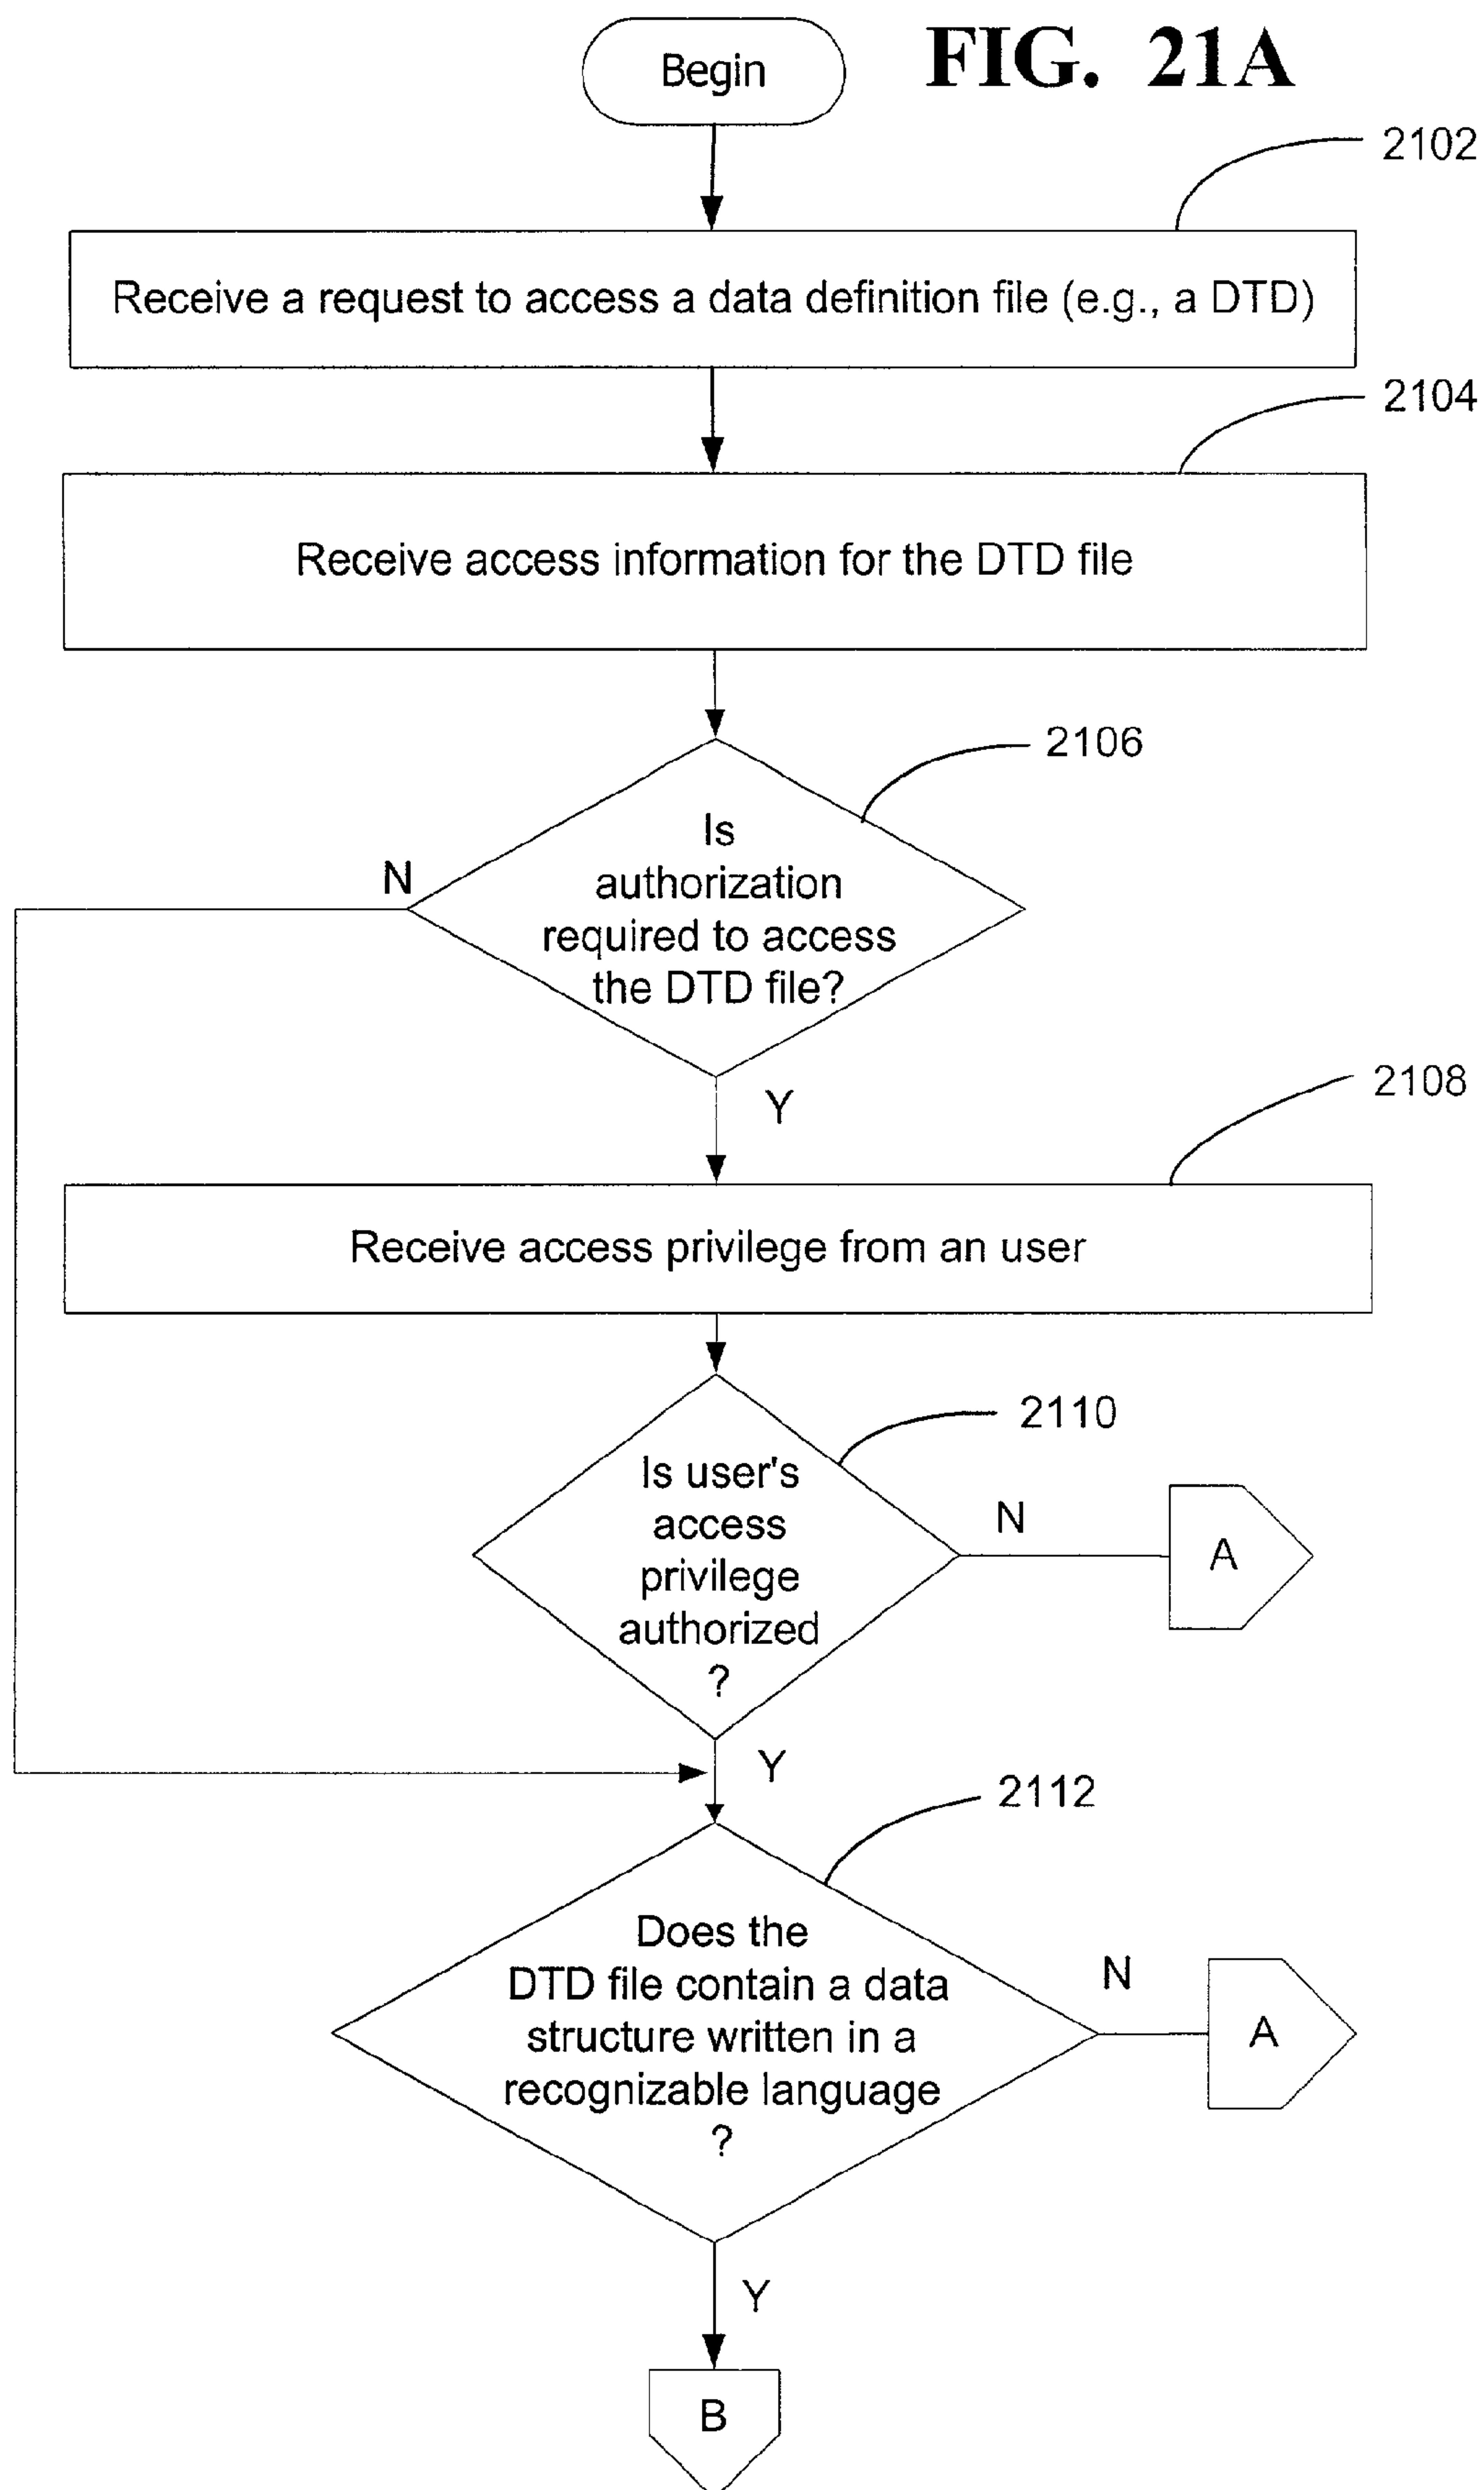 Begin
FIG. 21A
2102
Receive a request to access a data definition file (e.g., a DTD)
2104
Receive access information for the DTD file
2106
Is
authorization
required to access
the DTD file?
N
Y
2108
Receive access privilege from an user
2110
Is user's
access
privilege
authorized
?
N
A
Y
2112
Does the
DTD file contain a data
structure written in a
recognizable language
?
N
A
Y
B